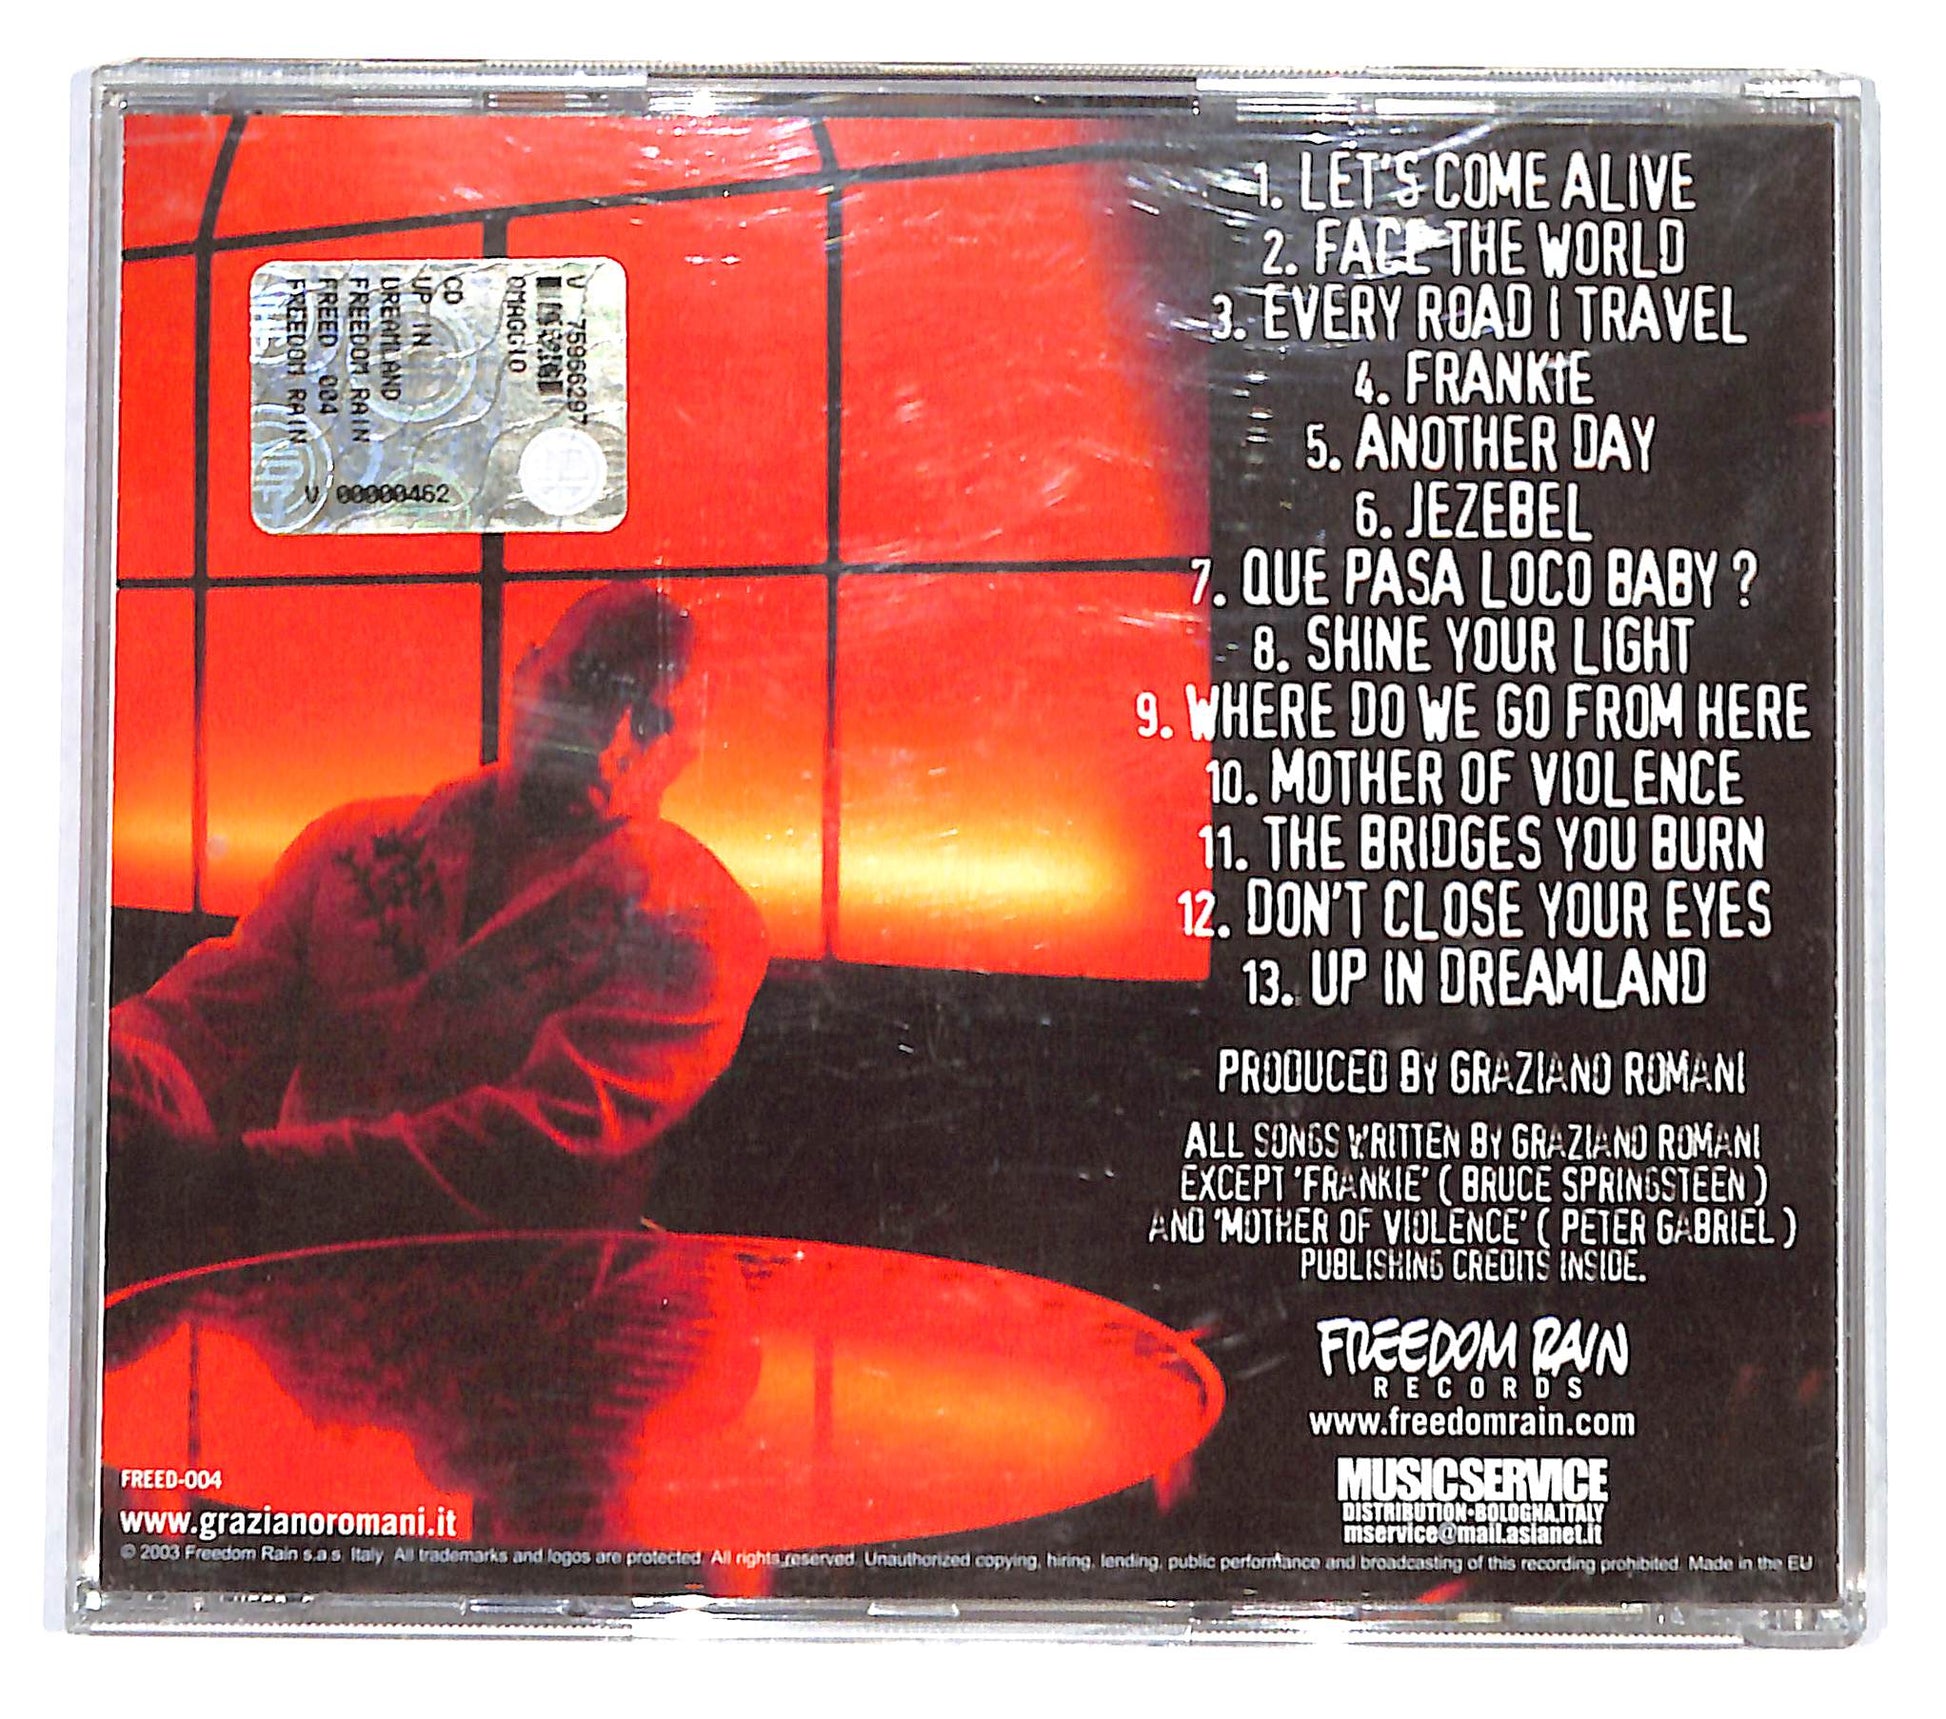 1. LET'S COME ALIVE
2. FACE THE WORLD
3. EVERY ROAD I TRAVEL
4. FRANKIE
5. ANOTHER DAY
6. JEZEBEL
7. QUE PASA LOCO BABY ?
8. SHINE YOUR LIGHT
9. WHERE DO WE GO FROM HERE
10. MOTHER OF VIOLENCE
11. THE BRIDGES YOU BURN
12. DON'T CLOSE YOUR EYES
13. UP IN DREAMLAND
PRODUCED BY GRAZIANO ROMANI
ALL SONGS WRITTEN BY GRAZIANO ROMANI
EXCEPT 'FRANKIE' ( BRUCE SPRINGSTEEN )
AND 'MOTHER OF VIOLENCE' ( PETER GABRIEL )
PUBLISHING CREDITS INSIDE.
FREEDOM RAIN
RECORDS
www.freedomrain.com
MUSICSERVICE
DISTRIBUTION•BOLOGNA.ITALY
mservice@mail.asianet.it
V 75966297
OMAGGIO
CD
UP IN
DREAMLAND
FREEDOM RAIN
FREED 004
FREEDOM RAIN
V 00000462
FREED-004
www.grazianoromani.it
© 2003 Freedom Rain s.a.s Italy All trademarks and logos are protected. All rights reserved. Unauthorized copying, hiring, lending, public performance and broadcasting of this recording prohibited. Made in the EU